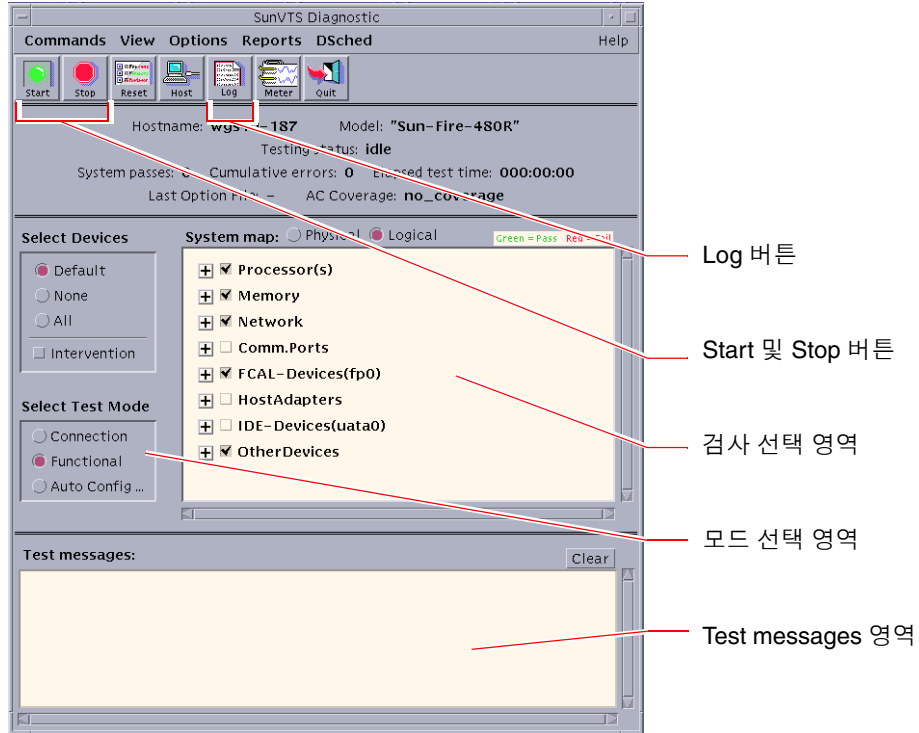 SunVTS Diagnostic
Commands View Options Reports DSched Help
Start Stop Reset Host Log Meter Quit
Hostname: Model: "Sun-Fire-480R"
Testing status: idle
System passes: 0 Cumulative errors: 0 Elapsed test time: 000:00:00
Last Option File: - AC Coverage: no_coverage
Select Devices
Default
None
All
Intervention
Select Test Mode
Connection
Functional
Auto Config ...
System map: Physical Logical
Green = Pass Red = Fail
Processor(s)
Memory
Network
Comm.Ports
FCAL-Devices(fp0)
HostAdapters
IDE-Devices(uata0)
OtherDevices
Test messages: Clear
Log 버튼
Start 및 Stop 버튼
검사 선택 영역
모드 선택 영역
Test messages 영역